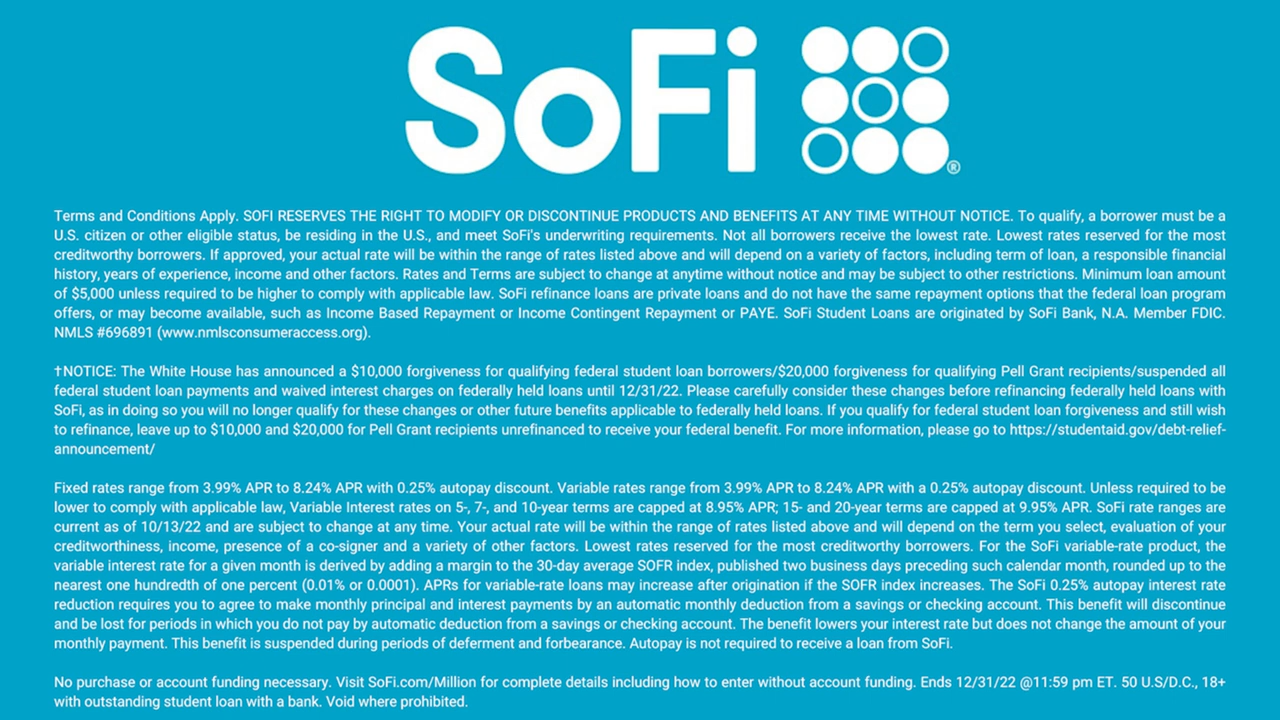 SoFi
®
Terms and Conditions Apply. SOFI RESERVES THE RIGHT TO MODIFY OR DISCONTINUE PRODUCTS AND BENEFITS AT ANY TIME WITHOUT NOTICE. To qualify, a borrower must be a
U.S. citizen or other eligible status, be residing in the U.S., and meet SoFi's underwriting requirements. Not all borrowers receive the lowest rate. Lowest rates reserved for the most
creditworthy borrowers. If approved, your actual rate will be within the range of rates listed above and will depend on a variety of factors, including term of loan, a responsible financial
history, years of experience, income and other factors. Rates and Terms are subject to change at anytime without notice and may be subject to other restrictions. Minimum loan amount
of $5,000 unless required to be higher to comply with applicable law. SoFi refinance loans are private loans and do not have the same repayment options that the federal loan program
offers, or may become available, such as Income Based Repayment or Income Contingent Repayment or PAYE. SoFi Student Loans are originated by SoFi Bank, N.A. Member FDIC.
NMLS #696891 (www.nmlsconsumeraccess.org).
†NOTICE: The White House has announced a $10,000 forgiveness for qualifying federal student loan borrowers/$20,000 forgiveness for qualifying Pell Grant recipients/suspended all
federal student loan payments and waived interest charges on federally held loans until 12/31/22. Please carefully consider these changes before refinancing federally held loans with
SoFi, as in doing so you will no longer qualify for these changes or other future benefits applicable to federally held loans. If you qualify for federal student loan forgiveness and still wish
to refinance, leave up to $10,000 and $20,000 for Pell Grant recipients unrefinanced to receive your federal benefit. For more information, please go to https://studentaid.gov/debt-relief-
announcement/
Fixed rates range from 3.99% APR to 8.24% APR with 0.25% autopay discount. Variable rates range from 3.99% APR to 8.24% APR with a 0.25% autopay discount. Unless required to be
lower to comply with applicable law, Variable Interest rates on 5-, 7-, and 10-year terms are capped at 8.95% APR; 15- and 20-year terms are capped at 9.95% APR. SoFi rate ranges are
current as of 10/13/22 and are subject to change at any time. Your actual rate will be within the range of rates listed above and will depend on the term you select, evaluation of your
creditworthiness, income, presence of a co-signer and a variety of other factors. Lowest rates reserved for the most creditworthy borrowers. For the SoFi variable-rate product, the
variable interest rate for a given month is derived by adding a margin to the 30-day average SOFR index, published two business days preceding such calendar month, rounded up to the
nearest one hundredth of one percent (0.01% or 0.0001). APRs for variable-rate loans may increase after origination if the SOFR index increases. The SoFi 0.25% autopay interest rate
reduction requires you to agree to make monthly principal and interest payments by an automatic monthly deduction from a savings or checking account. This benefit will discontinue
and be lost for periods in which you do not pay by automatic deduction from a savings or checking account. The benefit lowers your interest rate but does not change the amount of your
monthly payment. This benefit is suspended during periods of deferment and forbearance. Autopay is not required to receive a loan from SoFi.
No purchase or account funding necessary. Visit SoFi.com/Million for complete details including how to enter without account funding. Ends 12/31/22 @11:59 pm ET. 50 U.S/D.C., 18+
with outstanding student loan with a bank. Void where prohibited.